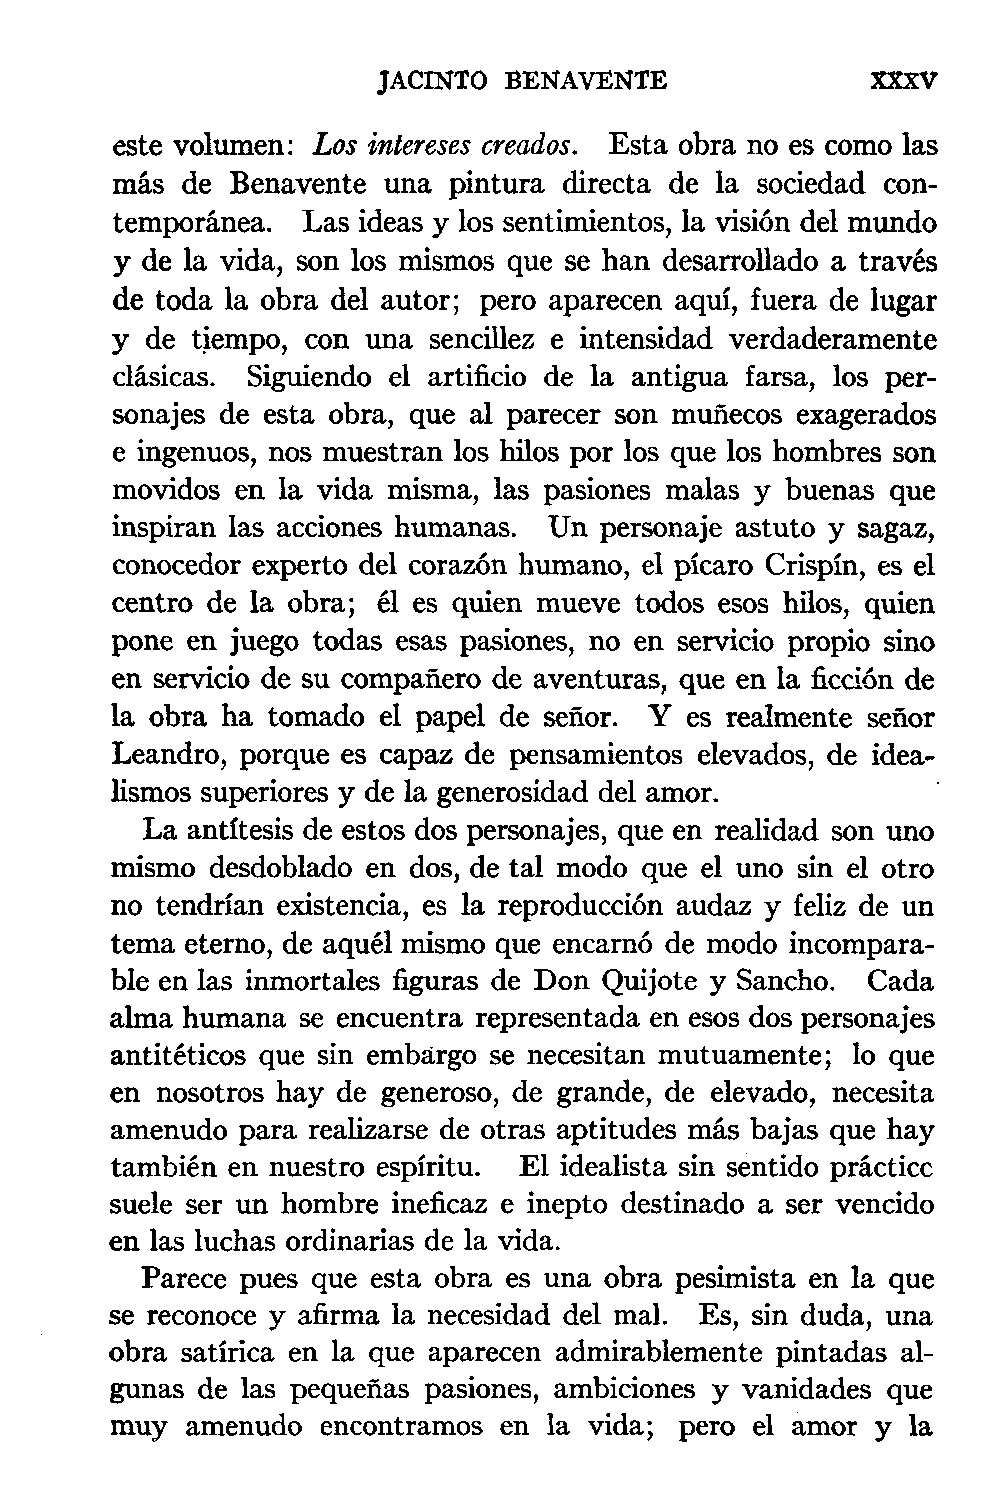 JACINTO BENAVENTE XXXV
este volumen: Los intereses creados. Esta obra no es como las
más de Benavente una pintura directa de la sociedad con-
temporánea. Las ideas y los sentimientos, la visión del mundo
y de la vida, son los mismos que se han desarrollado a través
de toda la obra del autor; pero aparecen aquí, fuera de lugar
y de tiempo, con una sencillez e intensidad verdaderamente
clásicas. Siguiendo el artificio de la antigua farsa, los per-
sonajes de esta obra, que al parecer son muñecos exagerados
e ingenuos, nos muestran los hilos por los que los hombres son
movidos en la vida misma, las pasiones malas y buenas que
inspiran las acciones humanas. Un personaje astuto y sagaz,
conocedor experto del corazón humano, el pícaro Crispín, es el
centro de la obra; él es quien mueve todos esos hilos, quien
pone en juego todas esas pasiones, no en servicio propio sino
en servicio de su compañero de aventuras, que en la ficción de
la obra ha tomado el papel de señor. Y es realmente señor
Leandro, porque es capaz de pensamientos elevados, de idea-
lismos superiores y de la generosidad del amor.
La antítesis de estos dos personajes, que en realidad son uno
mismo desdoblado en dos, de tal modo que el uno sin el otro
no tendrían existencia, es la reproducción audaz y feliz de un
tema eterno, de aquél mismo que encarnó de modo incompara-
ble en las inmortales figuras de Don Quijote y Sancho. Cada
alma humana se encuentra representada en esos dos personajes
antitéticos que sin embargo se necesitan mutuamente; lo que
en nosotros hay de generoso, de grande, de elevado, necesita
amenudo para realizarse de otras aptitudes más bajas que hay
también en nuestro espíritu. El idealista sin sentido práctico
suele ser un hombre ineficaz e inepto destinado a ser vencido
en las luchas ordinarias de la vida.
Parece pues que esta obra es una obra pesimista en la que
se reconoce y afirma la necesidad del mal. Es, sin duda, una
obra satírica en la que aparecen admirablemente pintadas al-
gunas de las pequeñas pasiones, ambiciones y vanidades que
muy amenudo encontramos en la vida; pero el amor y la